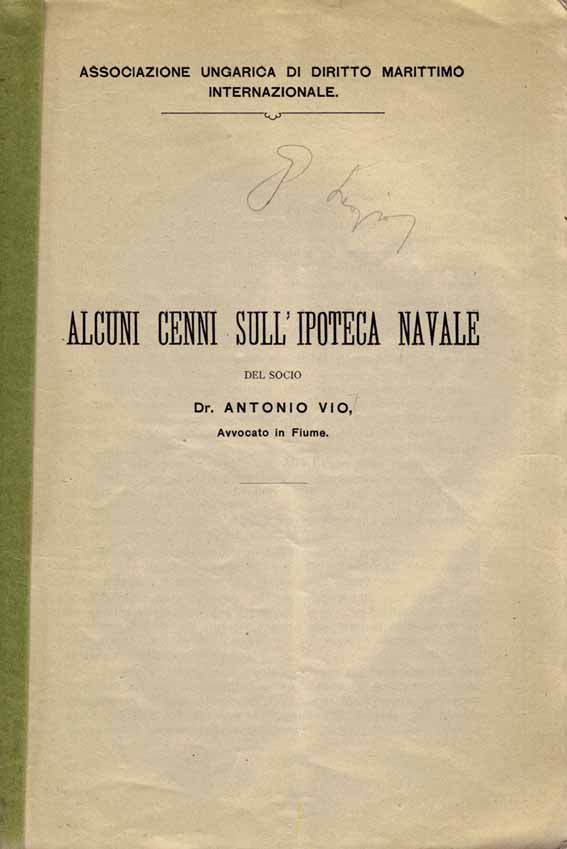 ASSOCIAZIONE UNGARICA DI DIRITTO MARITTIMO
INTERNAZIONALE.
ALCUNI CENNI SULL'IPOTECA NAVALE
DEL SOCIO
Dr. ANTONIO VIO,
Avvocato in Fiume.